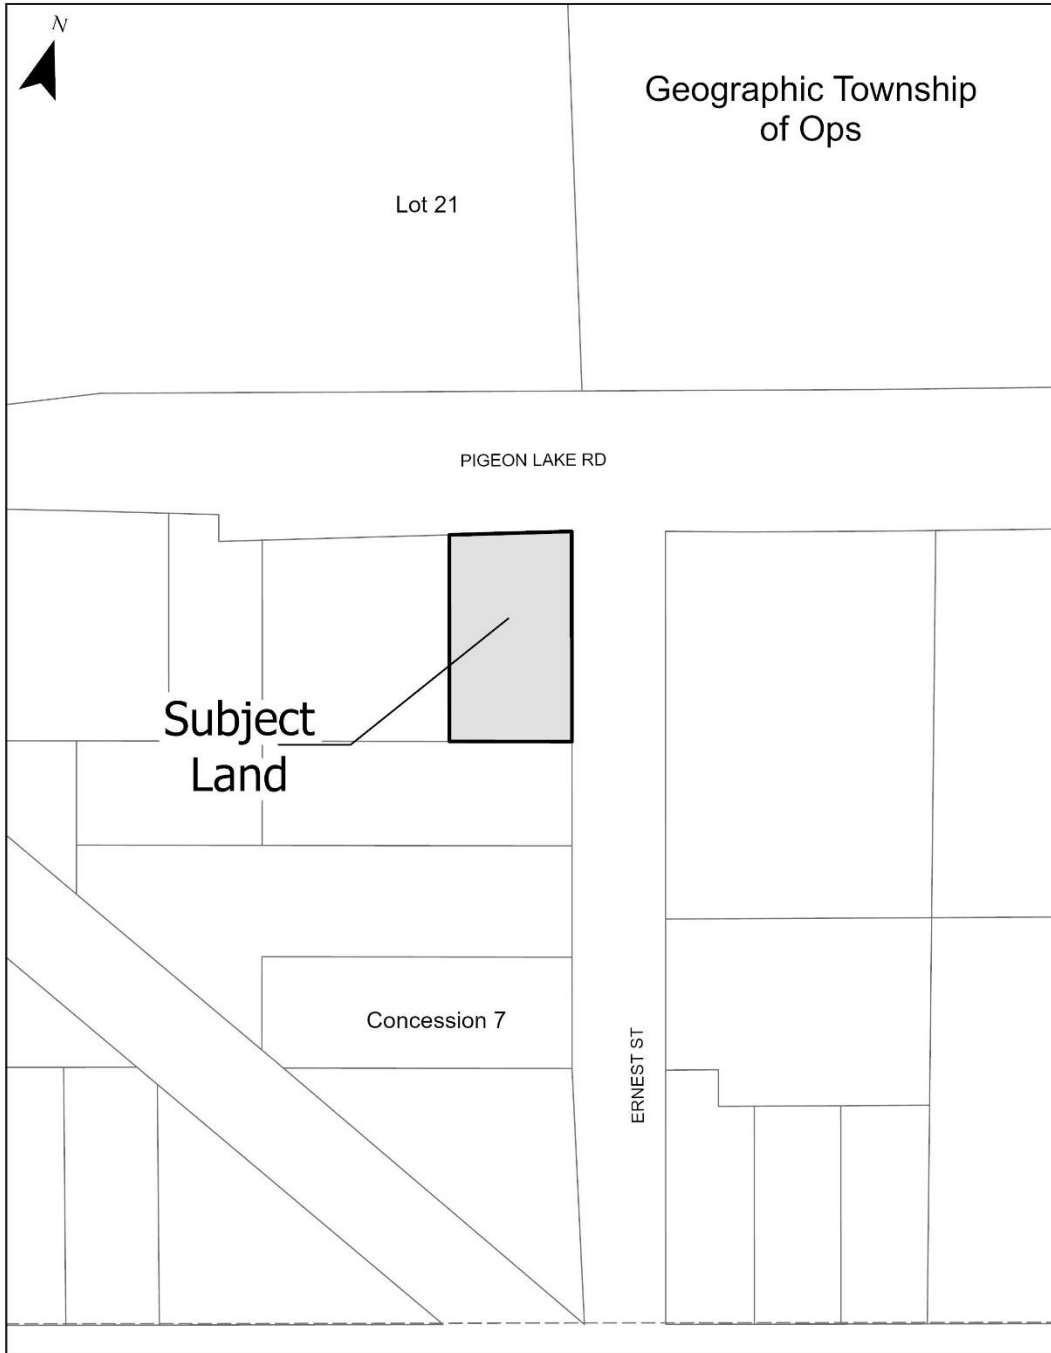 N
Geographic Township
of Ops
Lot 21
PIGEON LAKE RD
Subject
Land
Concession 7
ERNEST ST